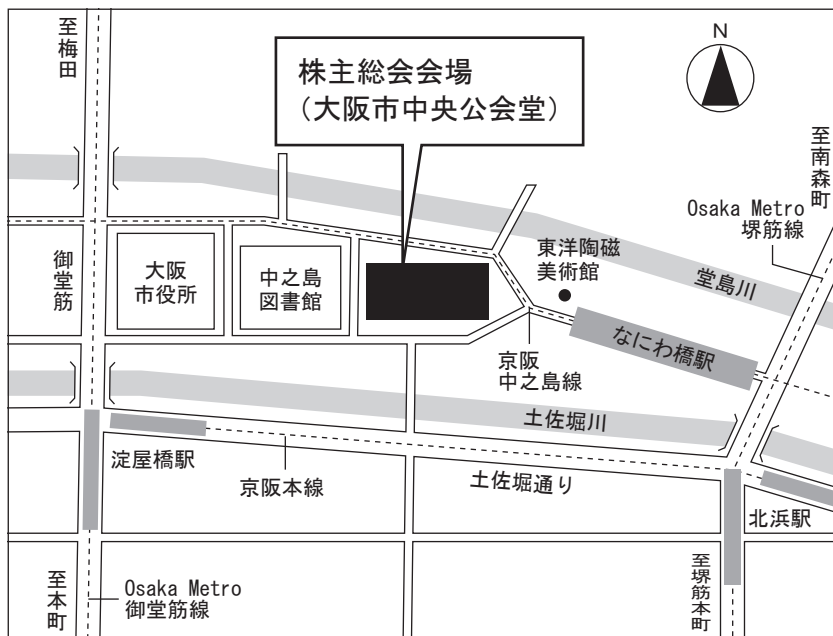 至梅田
株主総会会場
（大阪市中央公会堂）
N
至南森町
Osaka Metro
堺筋線
御堂筋
大阪
市役所
中之島
図書館
東洋陶磁
美術館
堂島川
なにわ橋駅
京阪
中之島線
土佐堀川
淀屋橋駅
京阪本線
土佐堀通り
北浜駅
至本町
Osaka Metro
御堂筋線
至堺筋本町